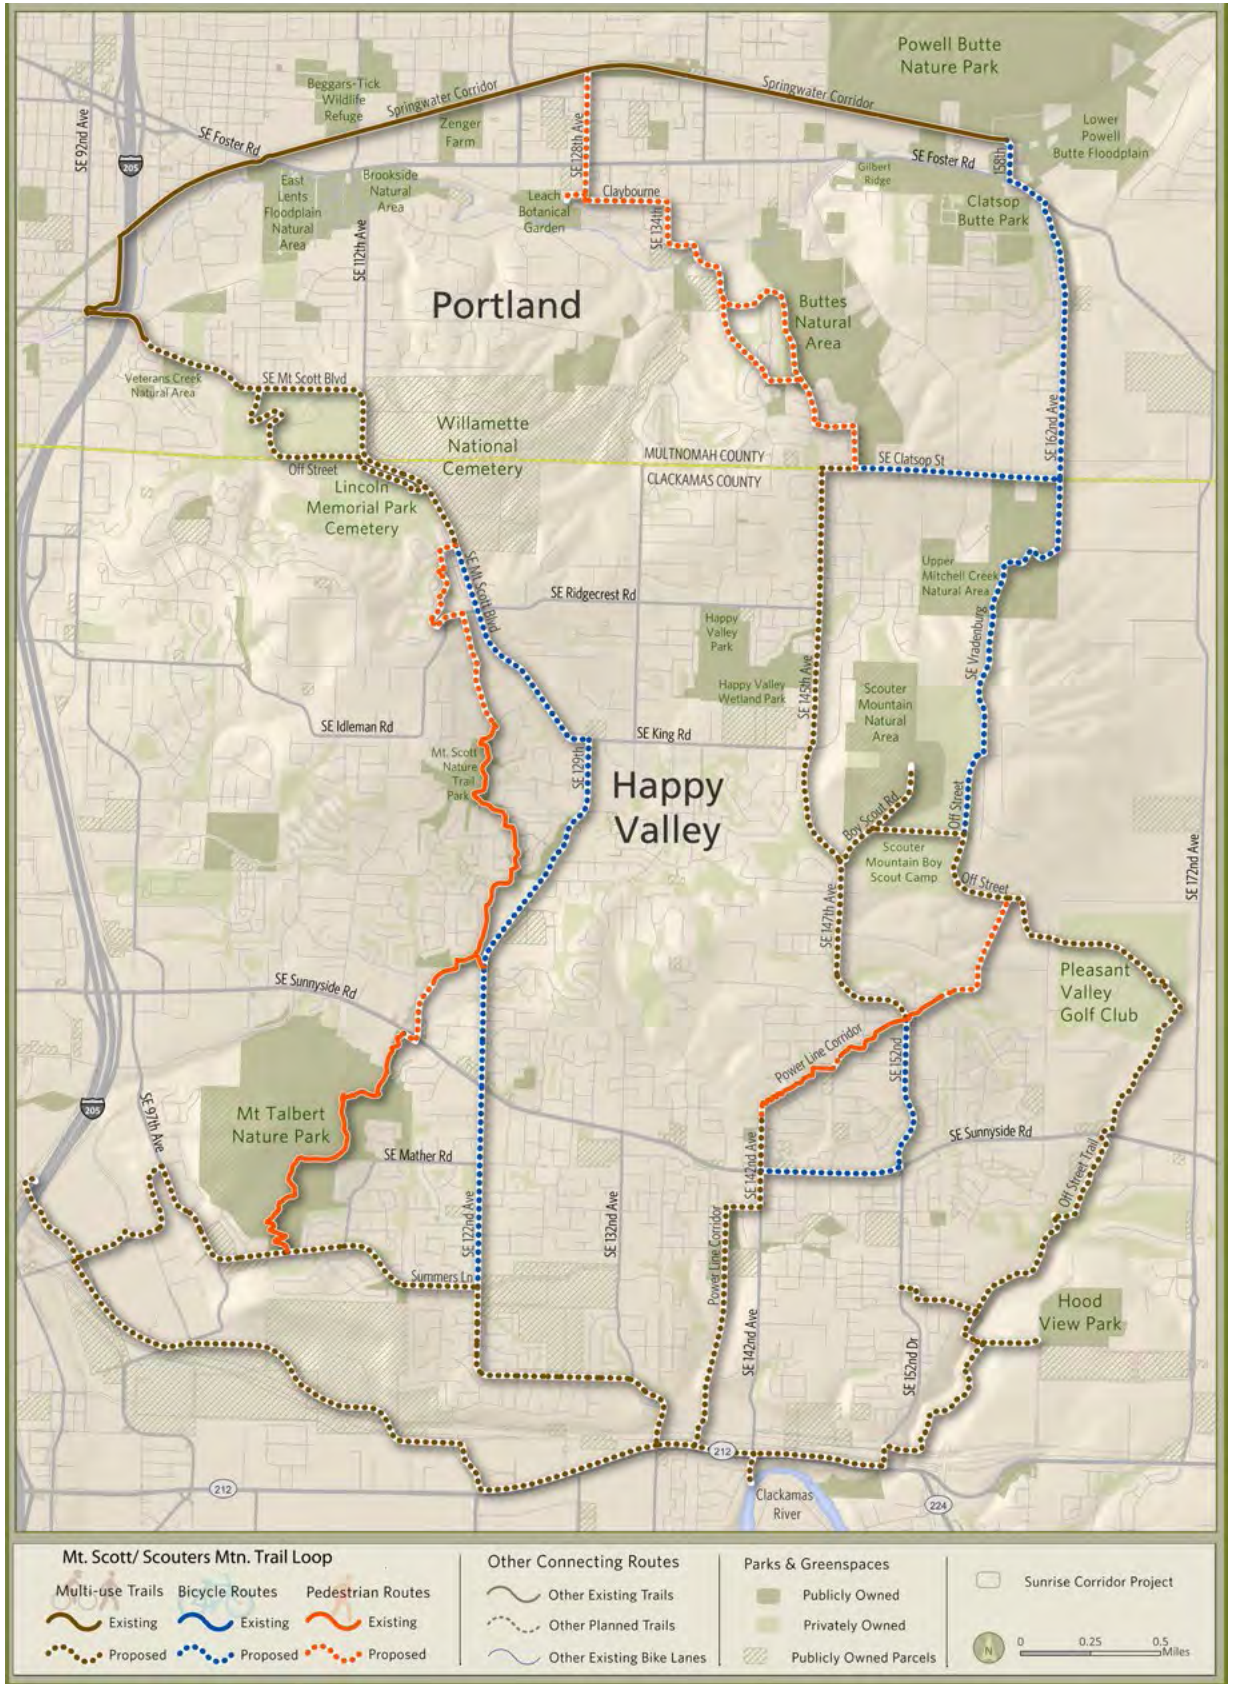 Powell Butte
Nature Park
Beggars-Tick
Wildlife
Refuge
Springwater Corridor
Springwater Corridor
Zenger
Farm
SE 92nd Ave
SE Foster Rd
205
SE 128th Ave
Lower
Powell
Butte Floodplain
SE Foster Rd
158th
Gilbert
Ridge
East
Lents
Floodplain
Natural
Area
Brookside
Natural
Area
Leach
Botanical
Garden
Claybourne
SE 134th
Clatsop
Butte Park
SE 112th Ave
Portland
Buttes
Natural
Area
Veterans Creek
Natural Area
SE Mt Scott Blvd
Willamette
National
Cemetery
SE 162nd Ave
MULTNOMAH COUNTY
CLACKAMAS COUNTY
SE Clatsop St
Off Street
Lincoln
Memorial Park
Cemetery
SE Mt Scott Blvd
Upper
Mitchell Creek
Natural Area
SE Ridgecrest Rd
Happy
Valley
Park
Happy Valley
Wetland Park
SE Vradenburg
SE 145th Ave
Scouter
Mountain
Natural
Area
SE Idleman Rd
SE King Rd
Mt. Scott
Nature
Trail
Park
SE 129th
Happy
Valley
Boy Scout Rd
Off Street
Scouter
Mountain Boy
Scout Camp
Off Street
SE 172nd Ave
SE 147th Ave
Pleasant
Valley
Golf Club
SE Sunnyside Rd
Power Line Corridor
SE 152nd
205
SE 97th Ave
Mt Talbert
Nature Park
SE Mather Rd
SE 142nd Ave
SE Sunnyside Rd
Off Street Trail
SE 122nd Ave
SE 132nd Ave
Power Line Corridor
Summers Ln
Hood
View Park
SE 142nd Ave
SE 152nd Dr
212
212
Clackamas
River
224
Mt. Scott/ Scouters Mtn. Trail Loop
Multi-use Trails
Bicycle Routes
Pedestrian Routes
Existing
Existing
Existing
Proposed
Proposed
Proposed
Other Connecting Routes
Other Existing Trails
Other Planned Trails
Other Existing Bike Lanes
Parks & Greenspaces
Publicly Owned
Privately Owned
Publicly Owned Parcels
Sunrise Corridor Project
N
0 0.25 0.5
Miles